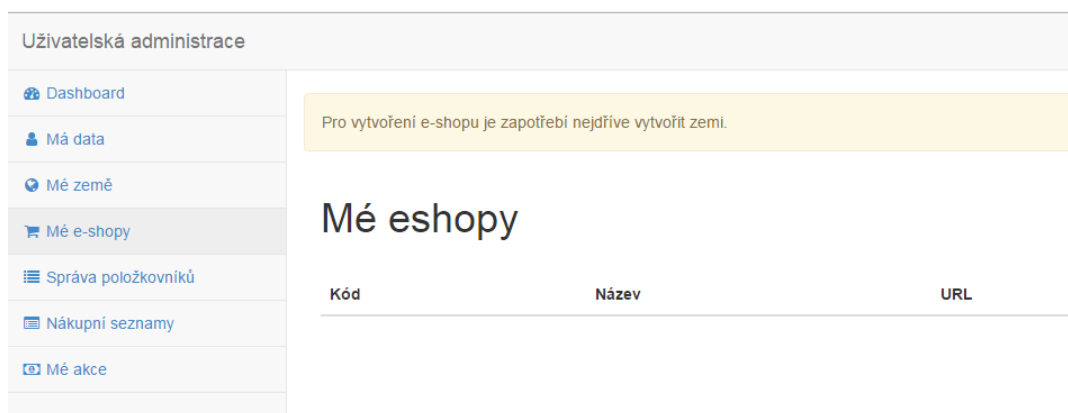 Uživatelská administrace
Dashboard
Má data
Mé země
Mé e-shopy
Správa položkovníků
Nákupní seznamy
Mé akce
Pro vytvoření e-shopu je zapotřebí nejdříve vytvořit zemi.
Mé eshopy
Kód Název URL